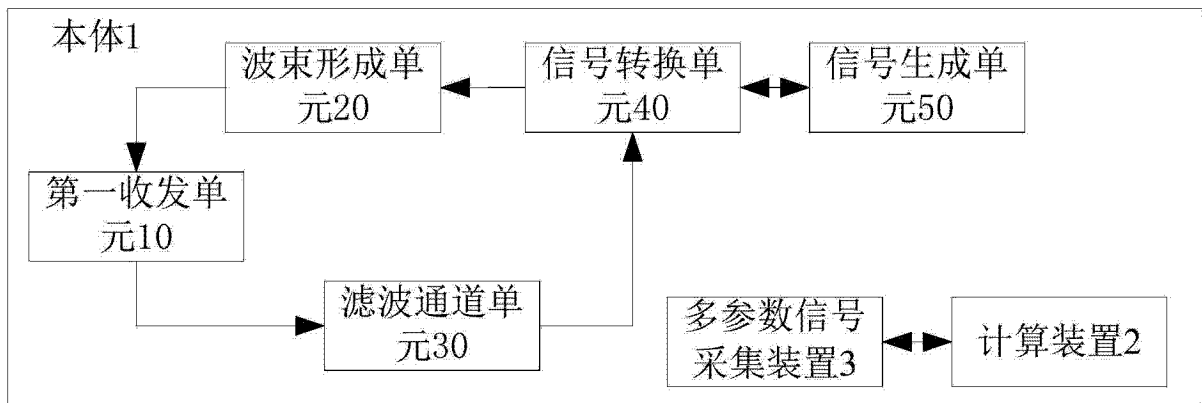 本体1
波束形成单
元20
信号转换单
元40
信号生成单
元50
第一收发单
元10
滤波通道单
元30
多参数信号
采集装置3
计算装置2